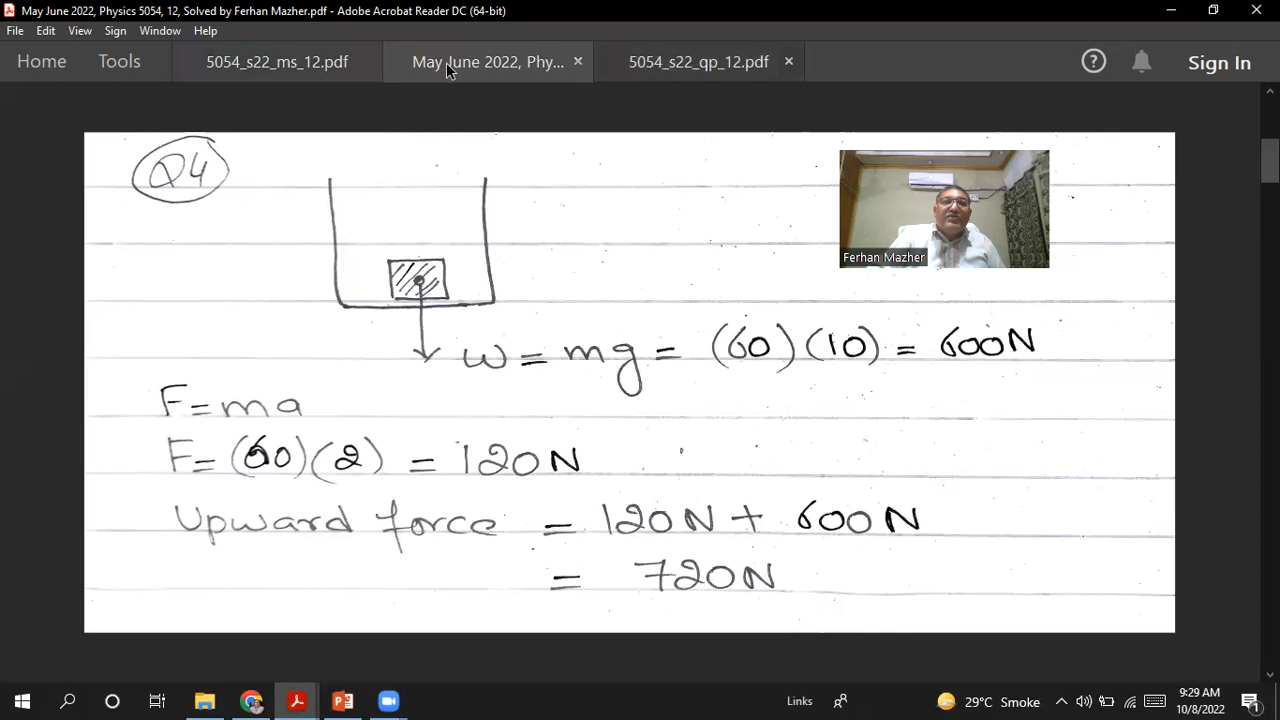 May June 2022, Physics 5054, 12, Solved by Ferhan Mazher.pdf - Adobe Acrobat Reader DC (64-bit)
File Edit View Sign Window Help
Home Tools 5054_s22_ms_12.pdf May June 2022, Phy... 5054_s22_qp_12.pdf Sign In
Q4
Ferhan Mazher
W = mg = (60)(10) = 600N
F=ma
F= (60)(2) = 120N
Upward force = 120N + 600N
= 720N
Links 29°C Smoke 9:29 AM
10/8/2022